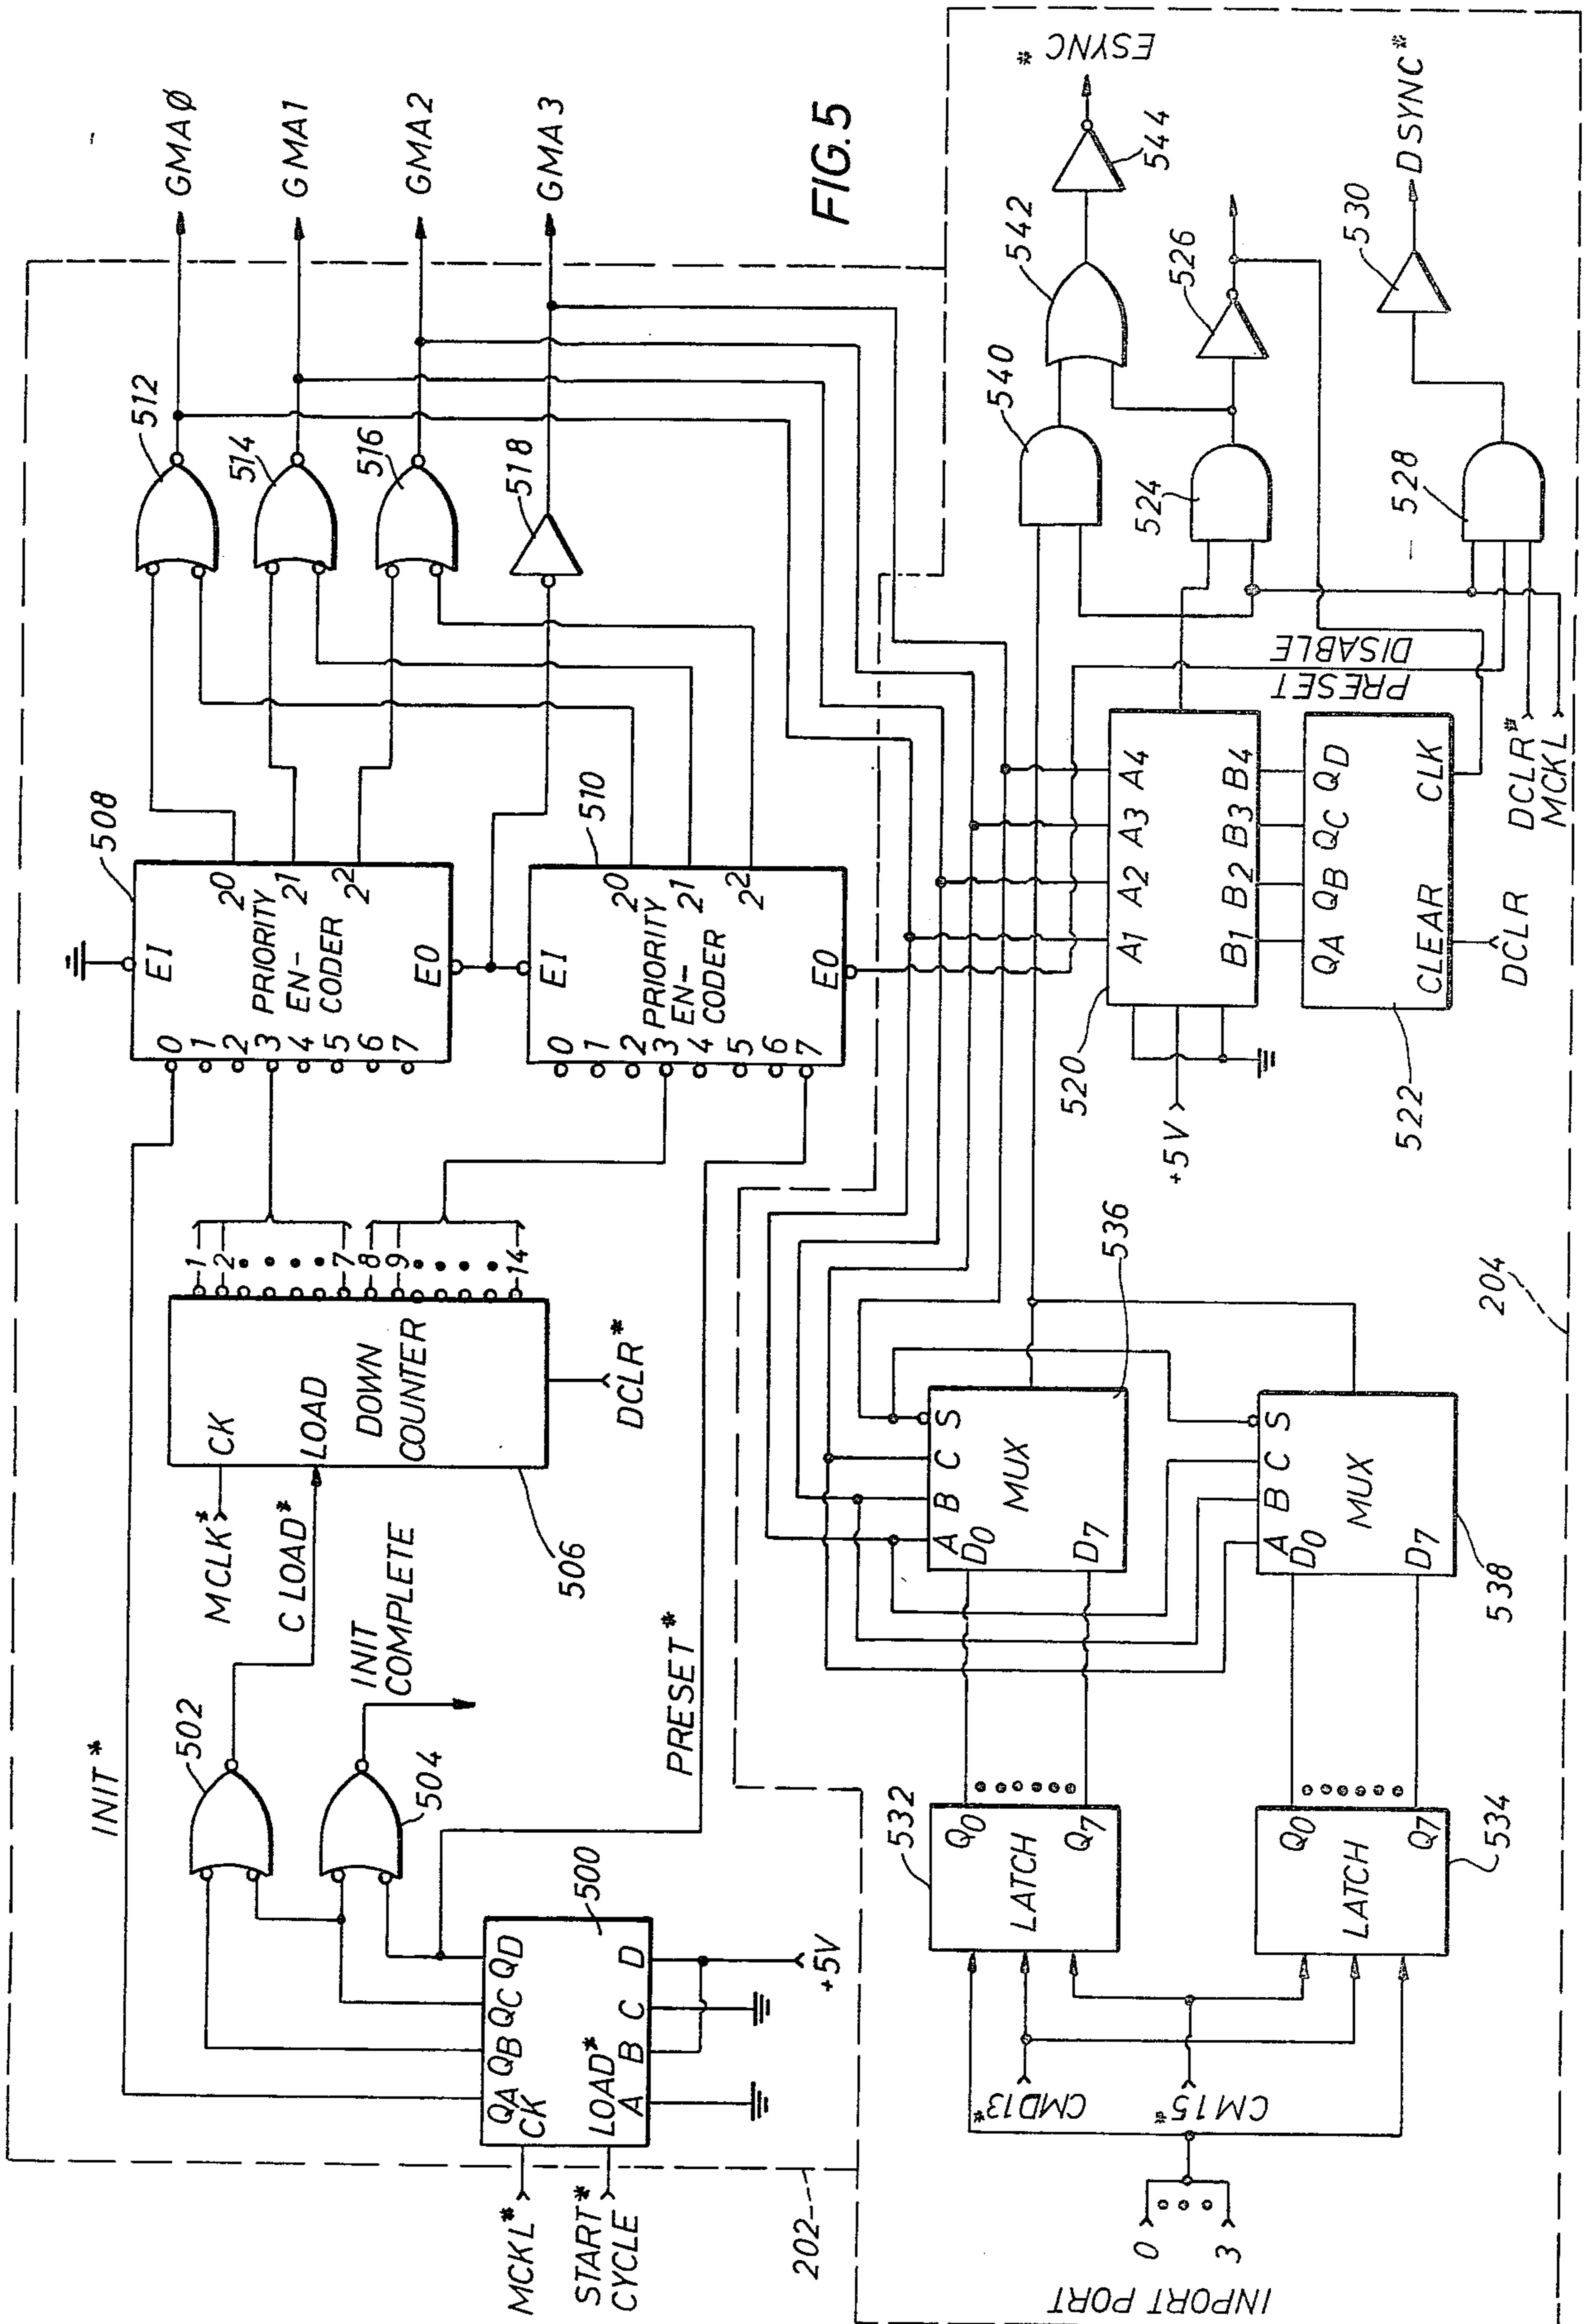 FIG.5
GMAØ
GMA1
GMA2
GMA3
512
514
516
518
508
EI
0
1
2
3
4
5
6
7
PRIORITY
EN-
CODER
2⁰
2¹
2²
EO
510
EI
0
1
2
3
4
5
6
7
PRIORITY
EN-
CODER
2⁰
2¹
2²
EO
INIT*
502
504
C LOAD*
INIT
COMPLETE
MCLK*
CK
LOAD
DOWN
COUNTER
506
DCLR*
1
2
7
8
9
14
PRESET*
500
QA QB QC QD
CK
LOAD*
A B C D
+5V
MCKL*
START*
CYCLE
202
ESYNC*
544
542
540
526
524
530
DSYNC*
528
PRESET
DISABLE
DCLR*
MCKL
520
A1 A2 A3 A4
B1 B2 B3 B4
+5V
QA QB QC QD
CLEAR
CLK
522
DCLR
536
A B C S
D0
MUX
D7
538
A B C S
D0
MUX
D7
532
Q0
LATCH
Q7
534
Q0
LATCH
Q7
CMD13*
CM15*
0
3
INPORT PORT
204